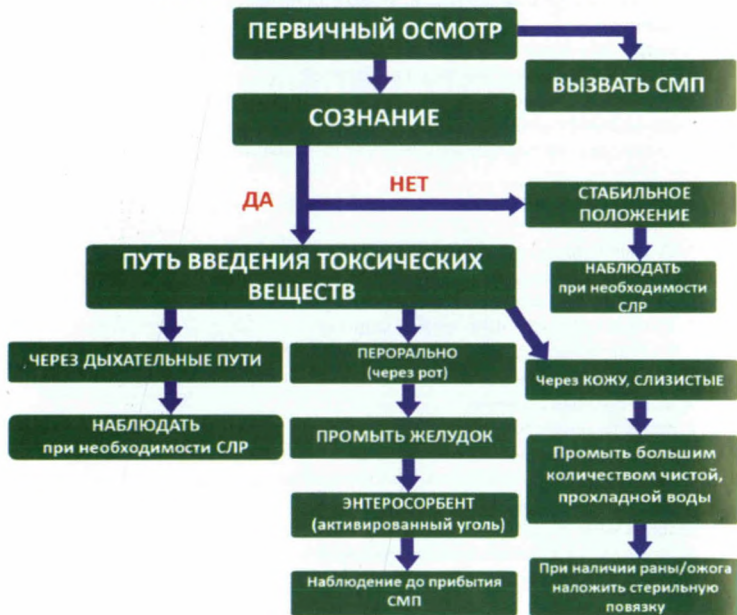 ПЕРВИЧНЫЙ ОСМОТР
ВЫЗВАТЬ СМП
СОЗНАНИЕ
ДА
НЕТ
СТАБИЛЬНОЕ
ПОЛОЖЕНИЕ
НАБЛЮДАТЬ
при необходимости
СЛР
ПУТЬ ВВЕДЕНИЯ ТОКСИЧЕСКИХ
ВЕЩЕСТВ
ЧЕРЕЗ ДЫХАТЕЛЬНЫЕ ПУТИ
НАБЛЮДАТЬ
при необходимости СЛР
ПЕРОРАЛЬНО
(через рот)
ПРОМЫТЬ ЖЕЛУДОК
ЭНТЕРОСОРБЕНТ
(активированный уголь)
Наблюдение до прибытия
СМП
Через КОЖУ, СЛИЗИСТЫЕ
Промыть большим
количеством чистой,
прохладной воды
При наличии раны/ожога
наложить стерильную
повязку